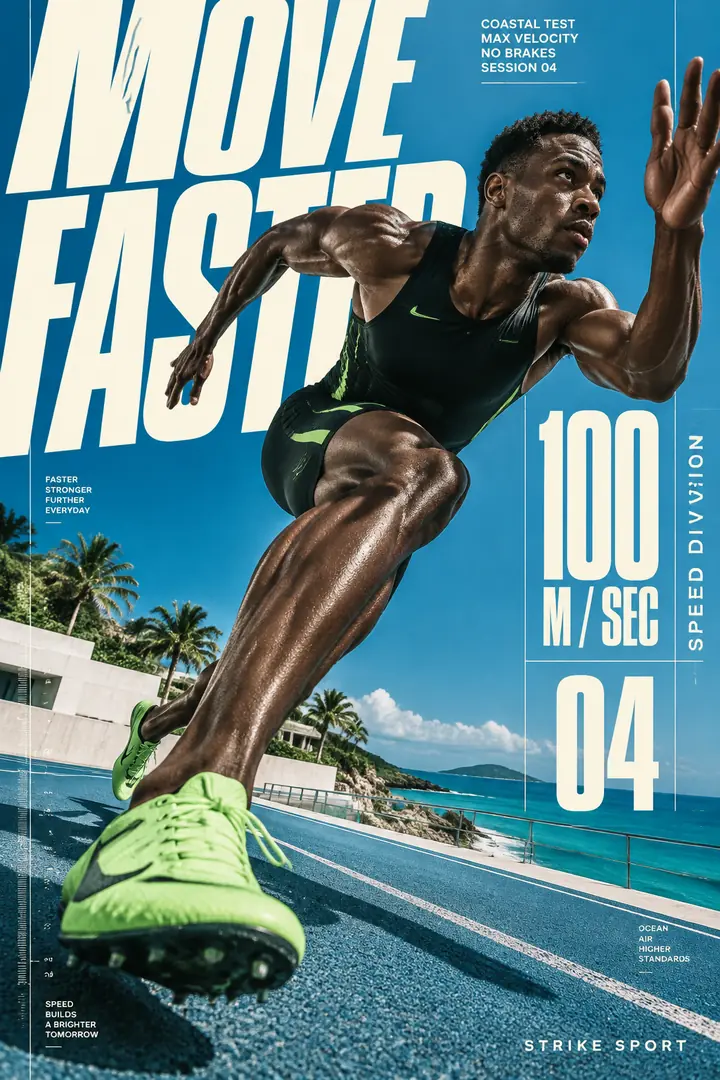 MOVE
FASTER
COASTAL TEST
MAX VELOCITY
NO BRAKES
SESSION 04
FASTER
STRONGER
FURTHER
EVERYDAY
100
M / SEC
04
SPEED
OCEAN
AIR
HIGHER
STANDARDS
SPEED
BUILDS
A BRIGHTER
TOMORROW
STRIKE SPORT